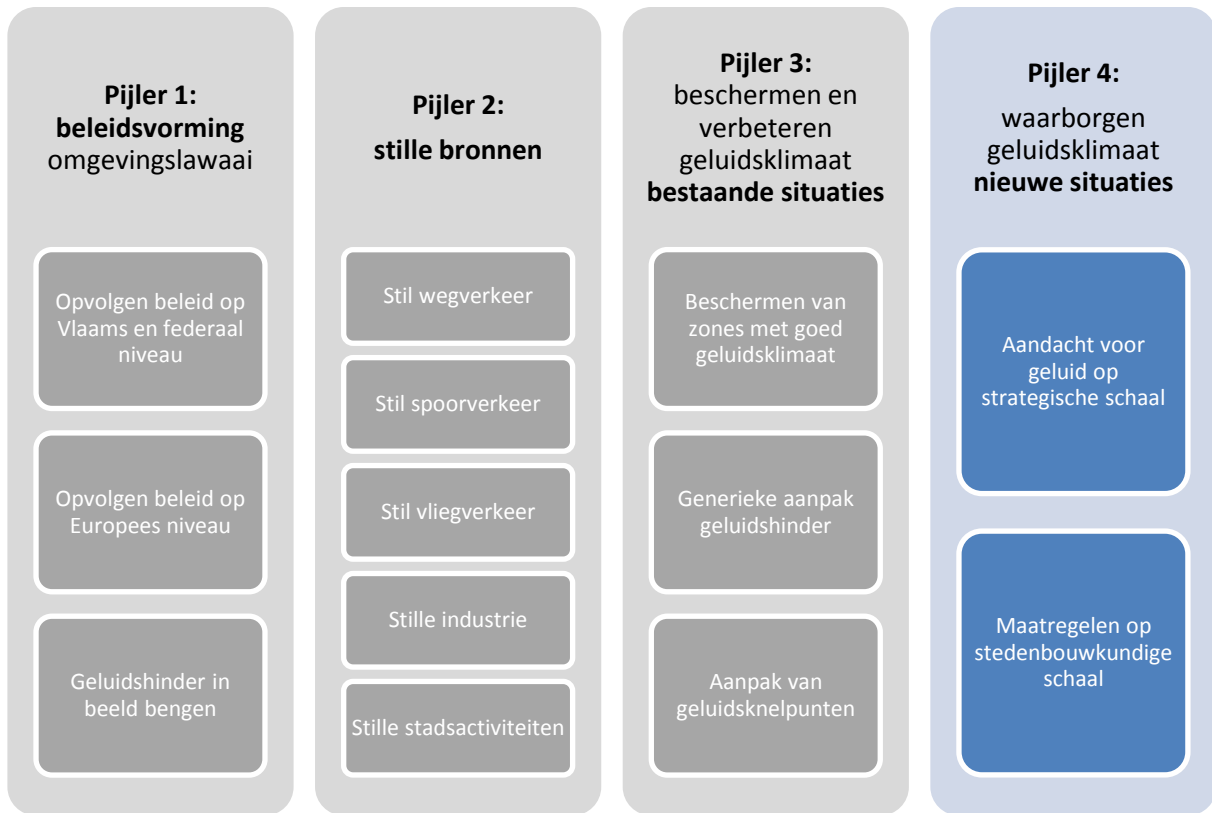 Pijler 1:
beleidsvorming
omgevingslawaai
Opvolgen beleid op
Vlaams en federaal
niveau
Opvolgen beleid op
Europees niveau
Geluidshinder in
beeld bengen
Pijler 2:
stille bronnen
Stil wegverkeer
Stil spoorverkeer
Stil vliegverkeer
Stille industrie
Stille stadsactiviteiten
Pijler 3:
beschermen en
verbeteren
geluidsklimaat
bestaande situaties
Beschermen van
zones met goed
geluidsklimaat
Generieke aanpak
geluidshinder
Aanpak van
geluidsknelpunten
Pijler 4:
waarborgen
geluidsklimaat
nieuwe situaties
Aandacht voor
geluid op
strategische schaal
Maatregelen op
stedenbouwkundige
schaal